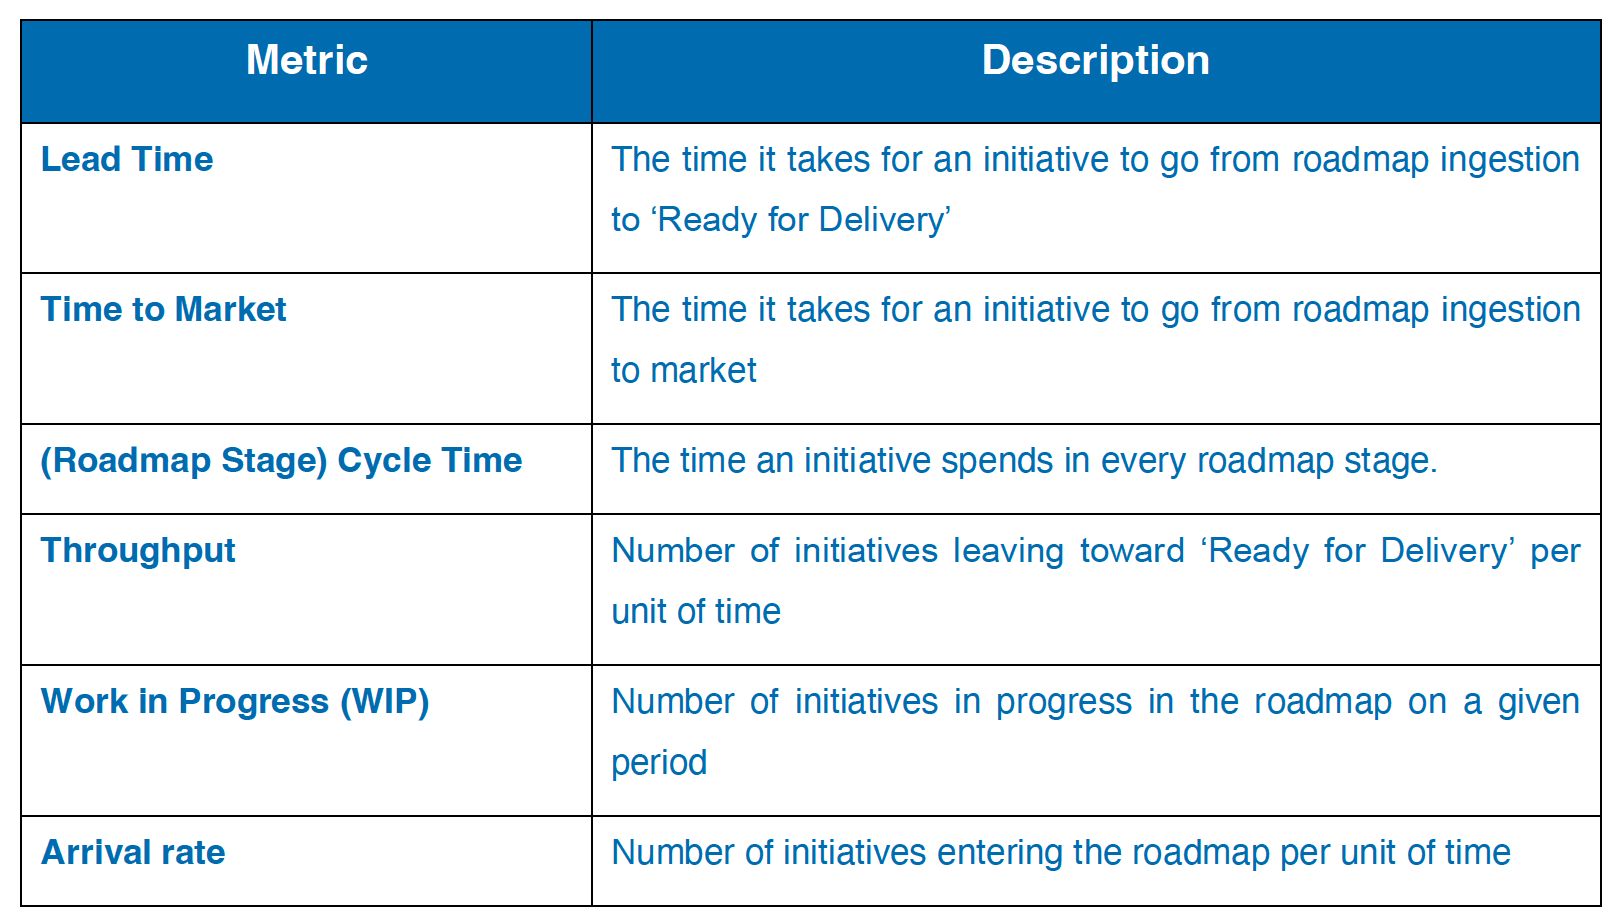 Metric
Description
Lead Time
The time it takes for an initiative to go from roadmap ingestion
to ‘Ready for Delivery’
Time to Market
The time it takes for an initiative to go from roadmap ingestion
to market
(Roadmap Stage) Cycle Time
The time an initiative spends in every roadmap stage.
Throughput
Number of initiatives leaving toward ‘Ready for Delivery’ per
unit of time
Work in Progress (WIP)
Number of initiatives in progress in the roadmap on a given
period
Arrival rate
Number of initiatives entering the roadmap per unit of time